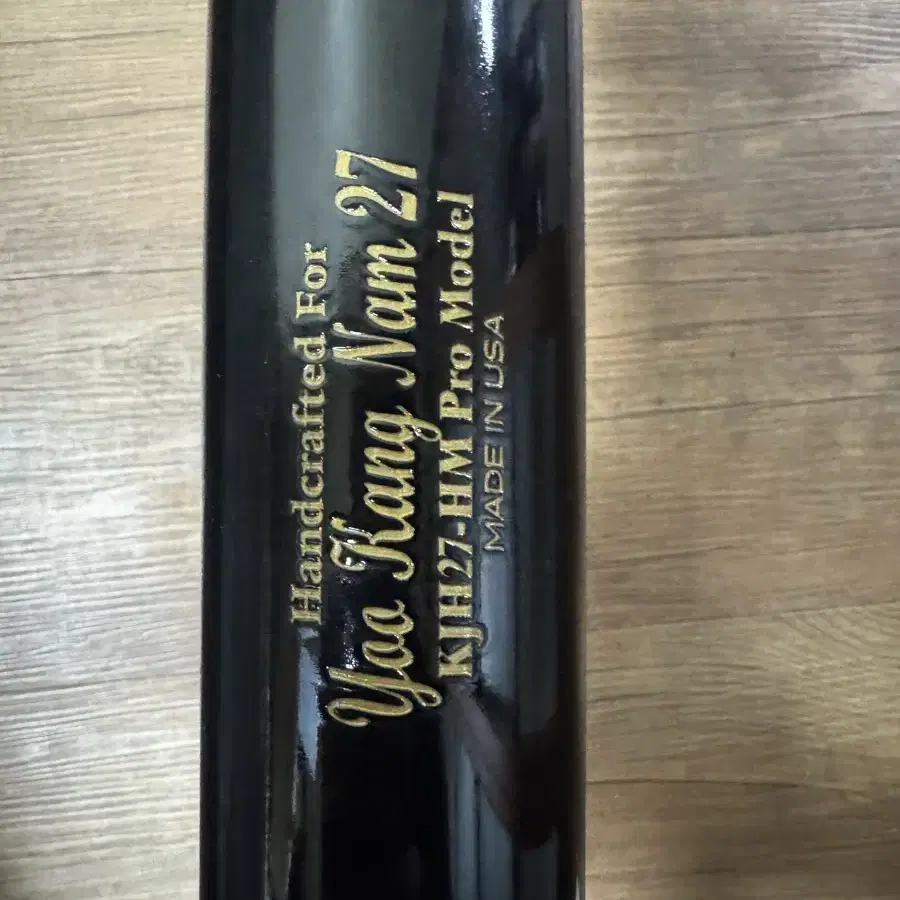 Handcrafted For
Yoo Kang Nam 27
KJH27-HM Pro Model
MADE IN USA